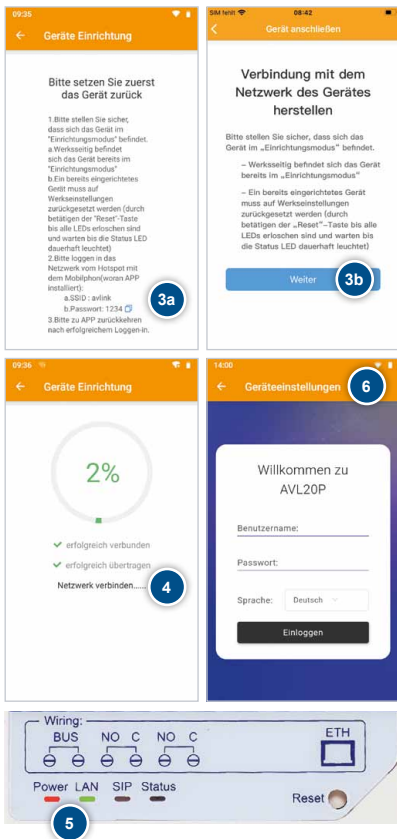 09:35
Geräte Einrichtung
Bitte setzen Sie zuerst
das Gerät zurück
1.Bitte stellen Sie sicher,
dass sich das Gerät im
"Einrichtungsmodus" befindet.
a.Werksseitig befindet
sich das Gerät bereits im
"Einrichtungsmodus"
b.Ein bereits eingerichtetes
Gerät muss auf
Werkseinstellungen
zurückgesetzt werden (durch
betätigen der "Reset"-Taste
bis alle LEDs erloschen sind
und warten bis die Status LED
dauerhaft leuchtet)
2.Bitte loggen in das
Netzwerk vom Hotspot mit
dem Mobilphon(woran APP
installiert):
a.SSID : avlink
b.Passwort: 1234
3.Bitte zu APP zurückkehren
nach erfolgreichem Loggen-in.
3a
SIM fehlt
08:42
Gerät anschließen
Verbindung mit dem
Netzwerk des Gerätes
herstellen
Bitte stellen Sie sicher, dass sich das
Gerät im „Einrichtungsmodus" befindet.
– Werksseitig befindet sich das Gerät
bereits im „Einrichtungsmodus"
– Ein bereits eingerichtetes Gerät
muss auf Werkseinstellungen
zurückgesetzt werden (durch
betätigen der „Reset"-Taste bis alle
LEDs erloschen sind und warten bis
die Status LED dauerhaft leuchtet)
Weiter
3b
09:36
Geräte Einrichtung
2%
erfolgreich verbunden
erfolgreich übertragen
Netzwerk verbinden......
4
14:00
Geräteeinstellungen
6
Willkommen zu
AVL20P
Benutzername:
Passwort:
Sprache: Deutsch
Einloggen
Wiring:
BUS NO C NO C
ETH
Power LAN SIP Status
Reset
5